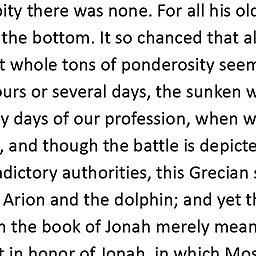 ity there was none. For all his old
the bottom. It so chanced that al
t whole tons of ponderosity seem
ours or several days, the sunken w
y days of our profession, when w
, and though the battle is depicte
adictory authorities, this Grecian s
Arion and the dolphin; and yet th
n the book of Jonah merely mean
t in honor of Jonah, in which Mos